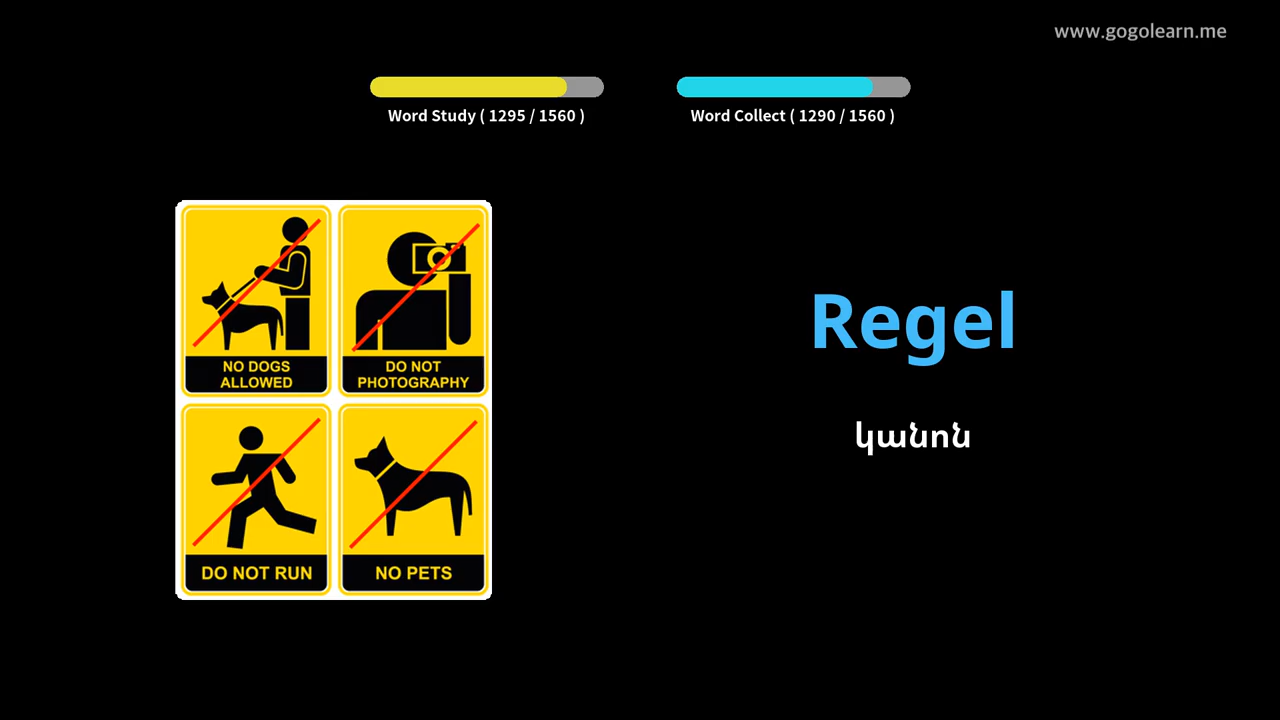 www.gogolearn.me
Word Study ( 1295 / 1560 )
Word Collect ( 1290 / 1560 )
NO DOGS
ALLOWED
DO NOT
PHOTOGRAPHY
DO NOT RUN
NO PETS
Regel
կանոն